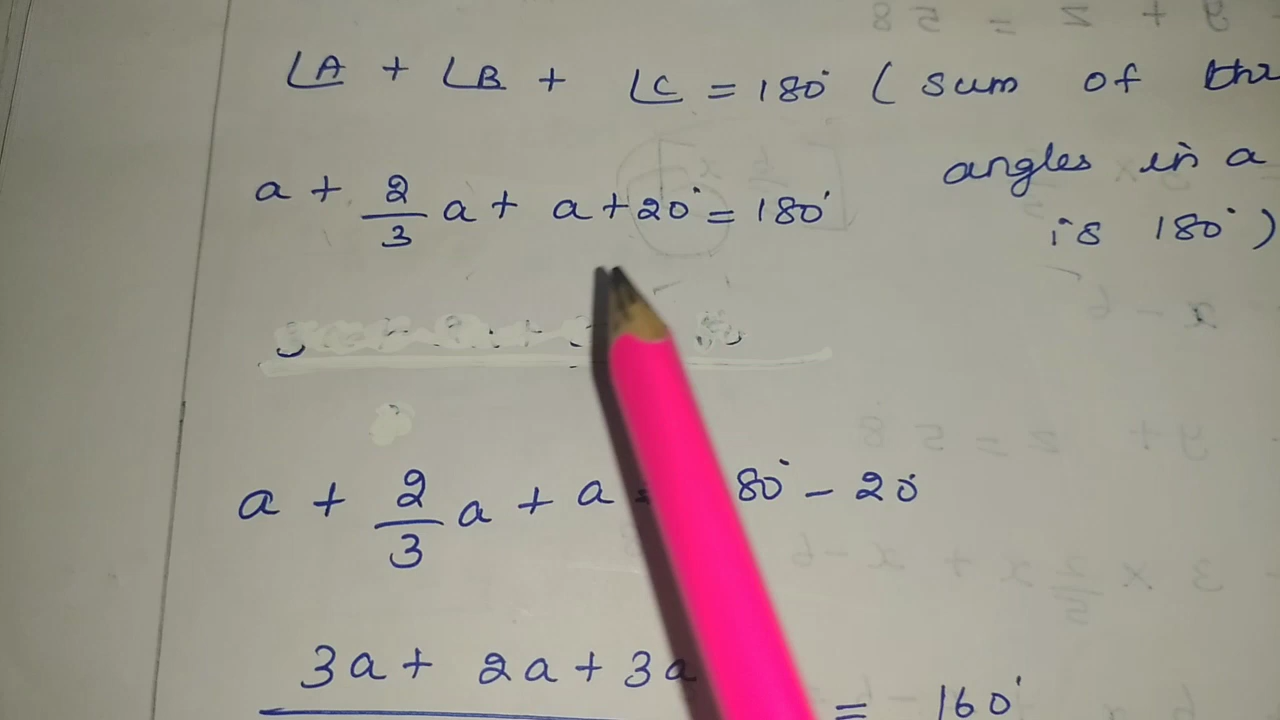 ∠A + ∠B + ∠C = 180° ( sum of the
a + 2/3 a + a + 20° = 180°
angles in a
is 180° )
a + 2/3 a + a = 80° - 20°
3a + 2a + 3a
= 160°